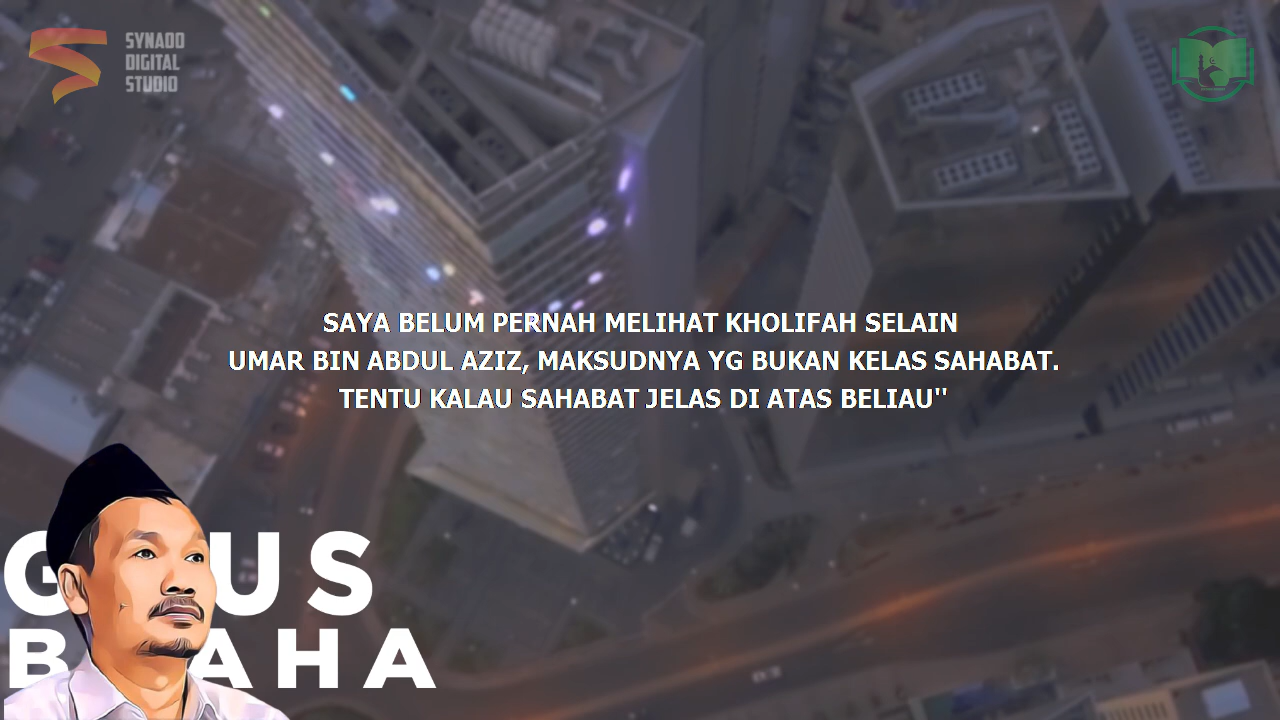 SYNADD
DIGITAL
STUDIO
SAYA BELUM PERNAH MELIHAT KHOLIFAH SELAIN
UMAR BIN ABDUL AZIZ, MAKSUDNYA YG BUKAN KELAS SAHABAT.
TENTU KALAU SAHABAT JELAS DI ATAS BELIAU"
GUS
BAHA